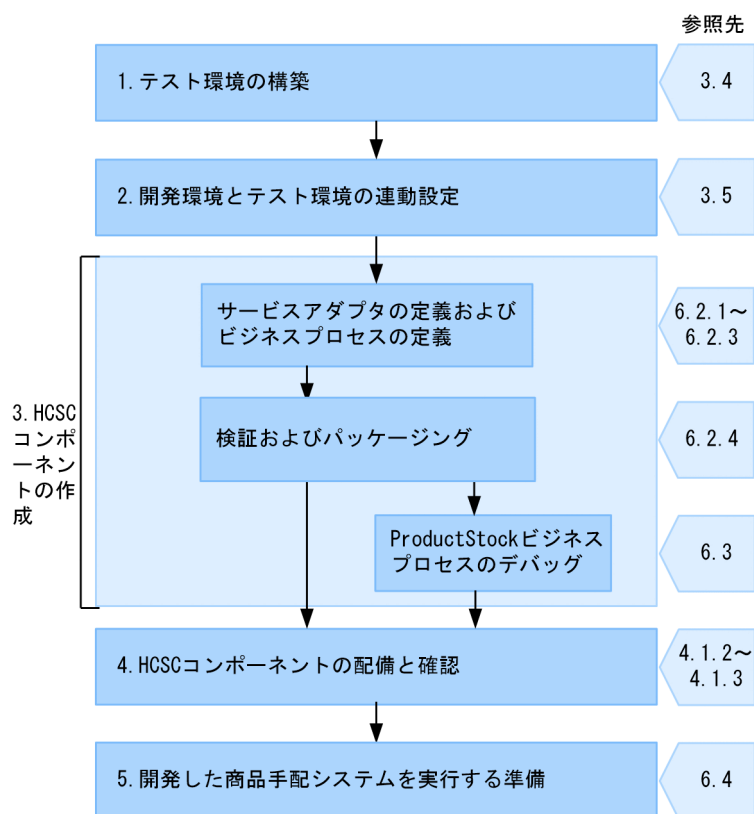 参照先
1.テスト環境の構築
3.4
2.開発環境とテスト環境の連動設定
3.5
3.HCSC
コンポ
ーネン
トの作
成
サービスアダプタの定義および
ビジネスプロセスの定義
6.2.1～
6.2.3
検証およびパッケージング
6.2.4
ProductStockビジネス
プロセスのデバッグ
6.3
4.HCSCコンポーネントの配備と確認
4.1.2～
4.1.3
5.開発した商品手配システムを実行する準備
6.4